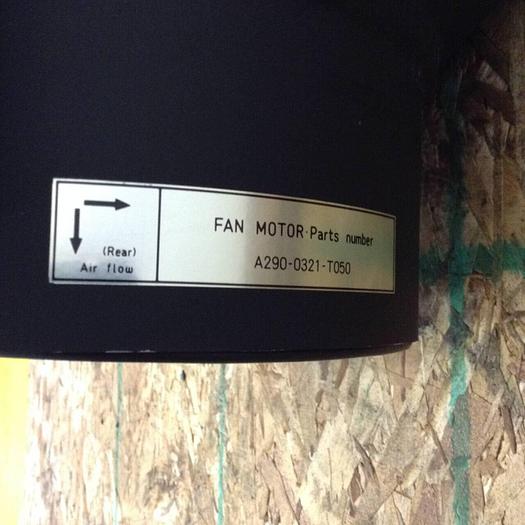 FAN MOTOR·Parts number
A290-0321-T050
(Rear)
Air flow